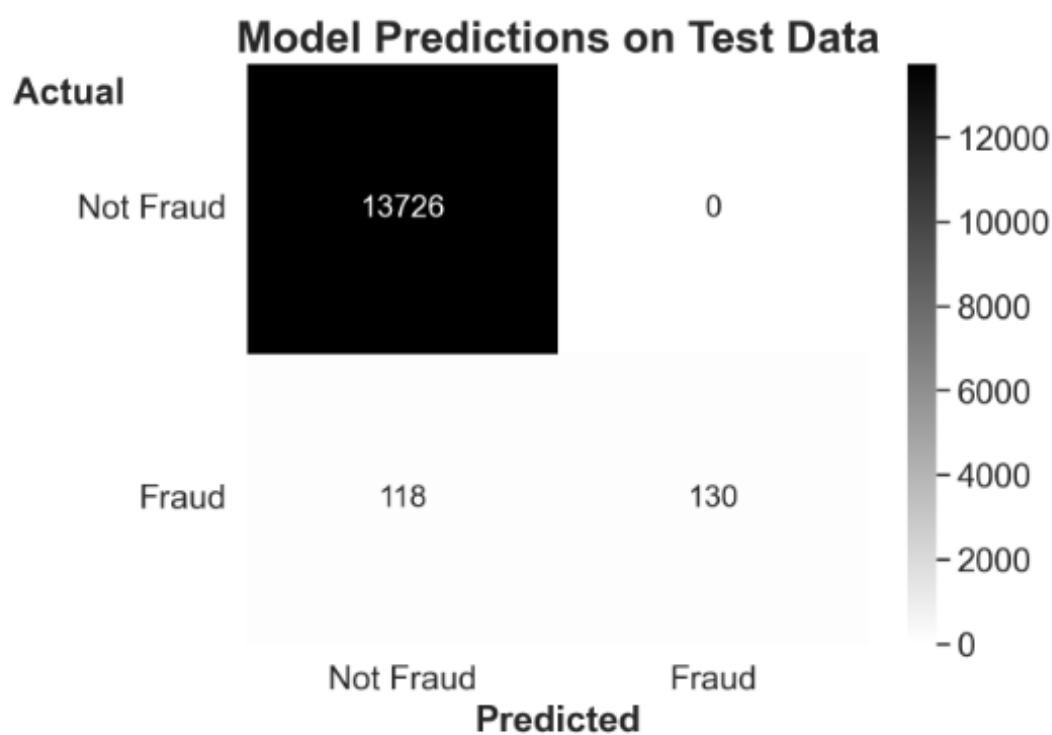 Model Predictions on Test Data
Actual
12000
Not Fraud 13726 0
10000
8000
6000
Fraud 118 130
4000
2000
0
Not Fraud Fraud
Predicted